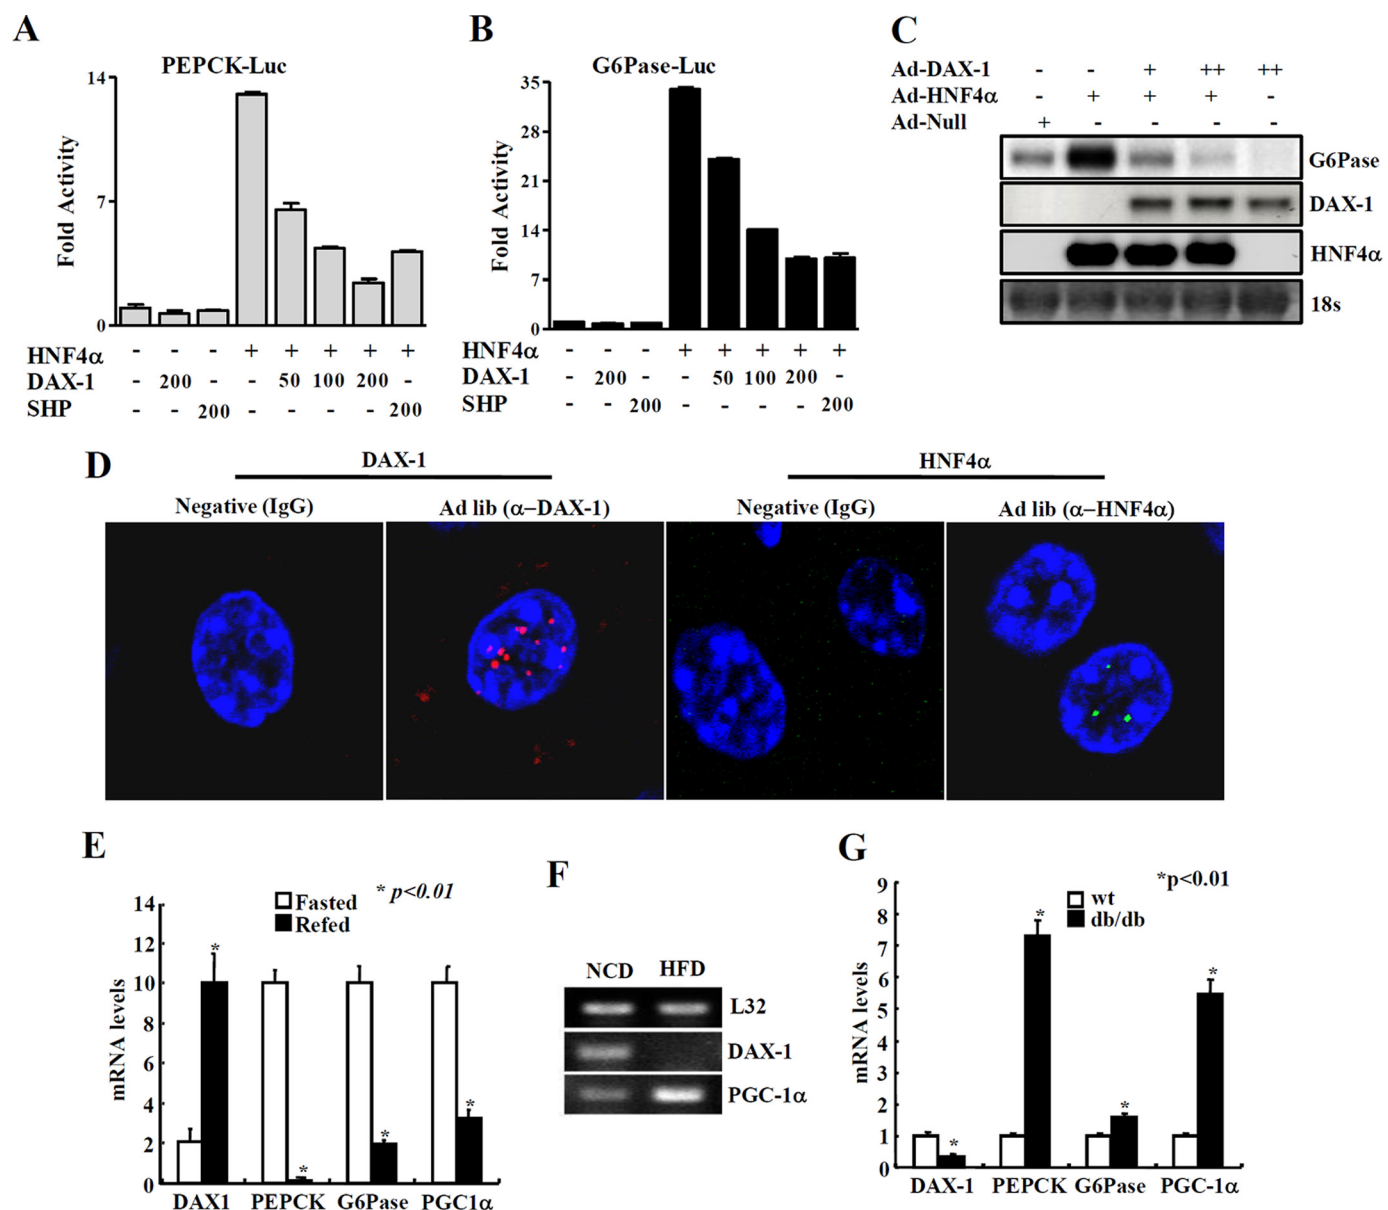 A
PEPCK-Luc
14
7
0
Fold Activity
HNF4α - - - + + + + +
DAX-1 - 200 - - 50 100 200 -
SHP - - 200 - - - - 200
B
G6Pase-Luc
35
28
21
14
7
0
Fold Activity
HNF4α - - - + + + + +
DAX-1 - 200 - - 50 100 200 -
SHP - - 200 - - - - 200
C
Ad-DAX-1 - - + ++ ++
Ad-HNF4α - + + + -
Ad-Null + - - - -
G6Pase
DAX-1
HNF4α
18s
D
DAX-1
HNF4α
Negative (IgG)
Ad lib (α–DAX-1)
Negative (IgG)
Ad lib (α–HNF4α)
E
* p<0.01
Fasted
Refed
14
12
10
8
6
4
2
0
mRNA levels
* * * *
DAX1 PEPCK G6Pase PGC1α
F
NCD HFD
L32
DAX-1
PGC-1α
G
*p<0.01
wt
db/db
9
8
7
6
5
4
3
2
1
0
mRNA levels
* * * *
DAX-1 PEPCK G6Pase PGC-1α